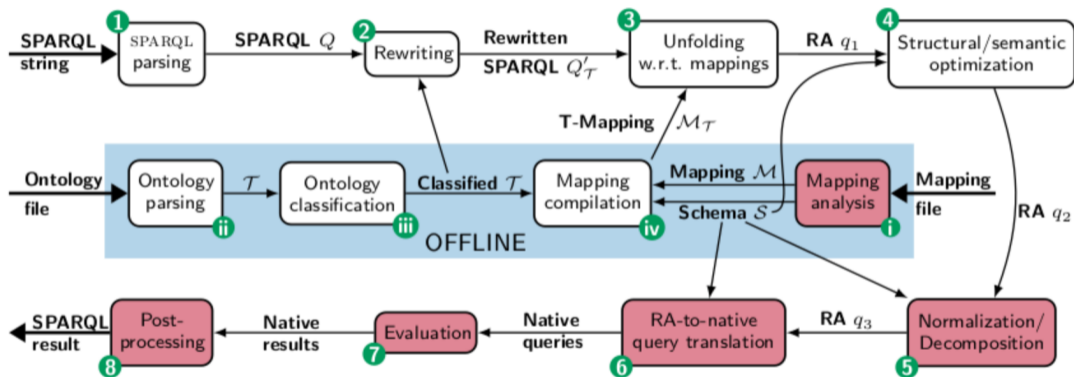 1
SPARQL
parsing
2
Rewriting
3
Unfolding
w.r.t. mappings
4
Structural/semantic
optimization
SPARQL
string
SPARQL Q
Rewritten
SPARQL Q′_𝒯
RA q₁
T-Mapping ℳ_𝒯
Ontology
file
Ontology
parsing
ii
𝒯
Ontology
classification
iii
Classified 𝒯
Mapping
compilation
iv
Mapping ℳ
Schema 𝒮
Mapping
analysis
i
Mapping
file
OFFLINE
RA q₂
SPARQL
result
Post-
processing
8
Native
results
Evaluation
7
Native
queries
RA-to-native
query translation
6
RA q₃
Normalization/
Decomposition
5